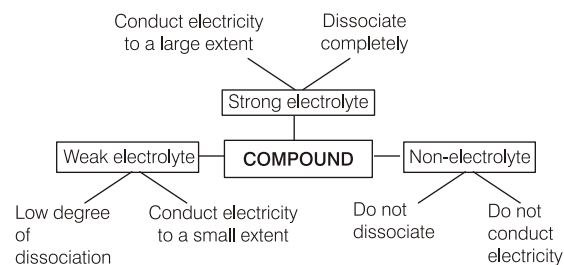 Conduct electricity
to a large extent
Dissociate
completely
Strong electrolyte
Weak electrolyte
COMPOUND
Non-electrolyte
Low degree
of
dissociation
Conduct electricity
to a small extent
Do not
dissociate
Do not
conduct
electricity